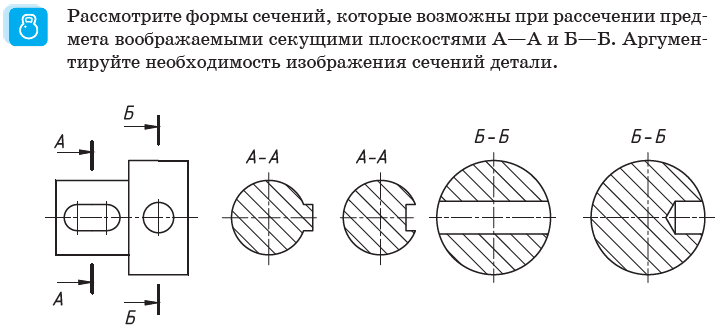 Рассмотрите формы сечений, которые возможны при рассечении пред-
мета воображаемыми секущими плоскостями А—А и Б—Б. Аргумен-
тируйте необходимость изображения сечений детали.
Б
А
А-А
А-А
Б-Б
Б-Б
А
Б